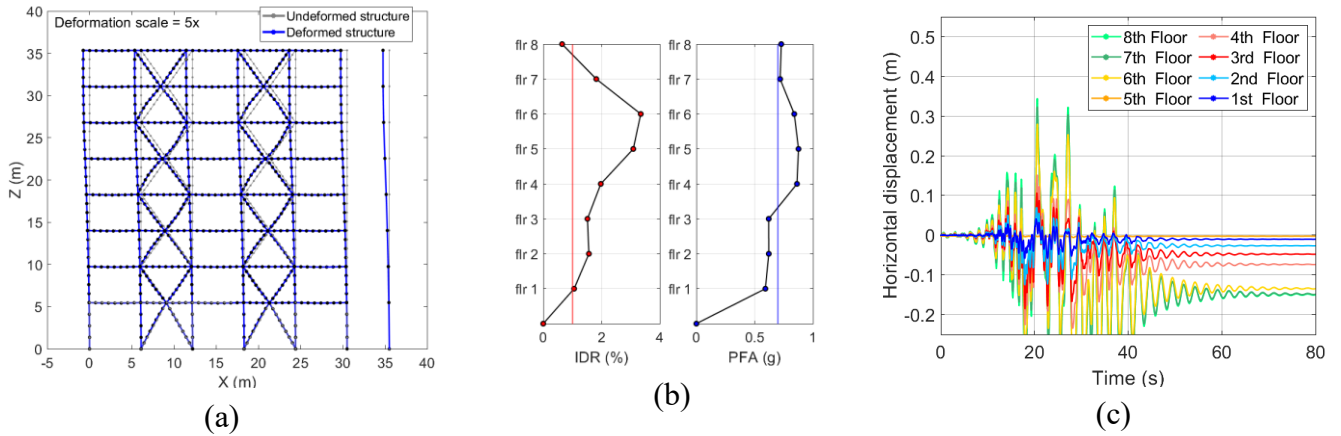 Deformation scale = 5x
Undeformed structure
Deformed structure
40
35
30
25
20
15
10
5
0
Z (m)
-5 0 5 10 15 20 25 30 35 40
X (m)
(a)
flr 8
flr 7
flr 6
flr 5
flr 4
flr 3
flr 2
flr 1
0 2 4
IDR (%)
flr 8
flr 7
flr 6
flr 5
flr 4
flr 3
flr 2
flr 1
0 0.5 1
PFA (g)
(b)
8th Floor
7th Floor
6th Floor
5th Floor
4th Floor
3rd Floor
2nd Floor
1st Floor
0.5
0.4
0.3
0.2
0.1
0
-0.1
-0.2
Horizontal displacement (m)
0 20 40 60 80
Time (s)
(c)